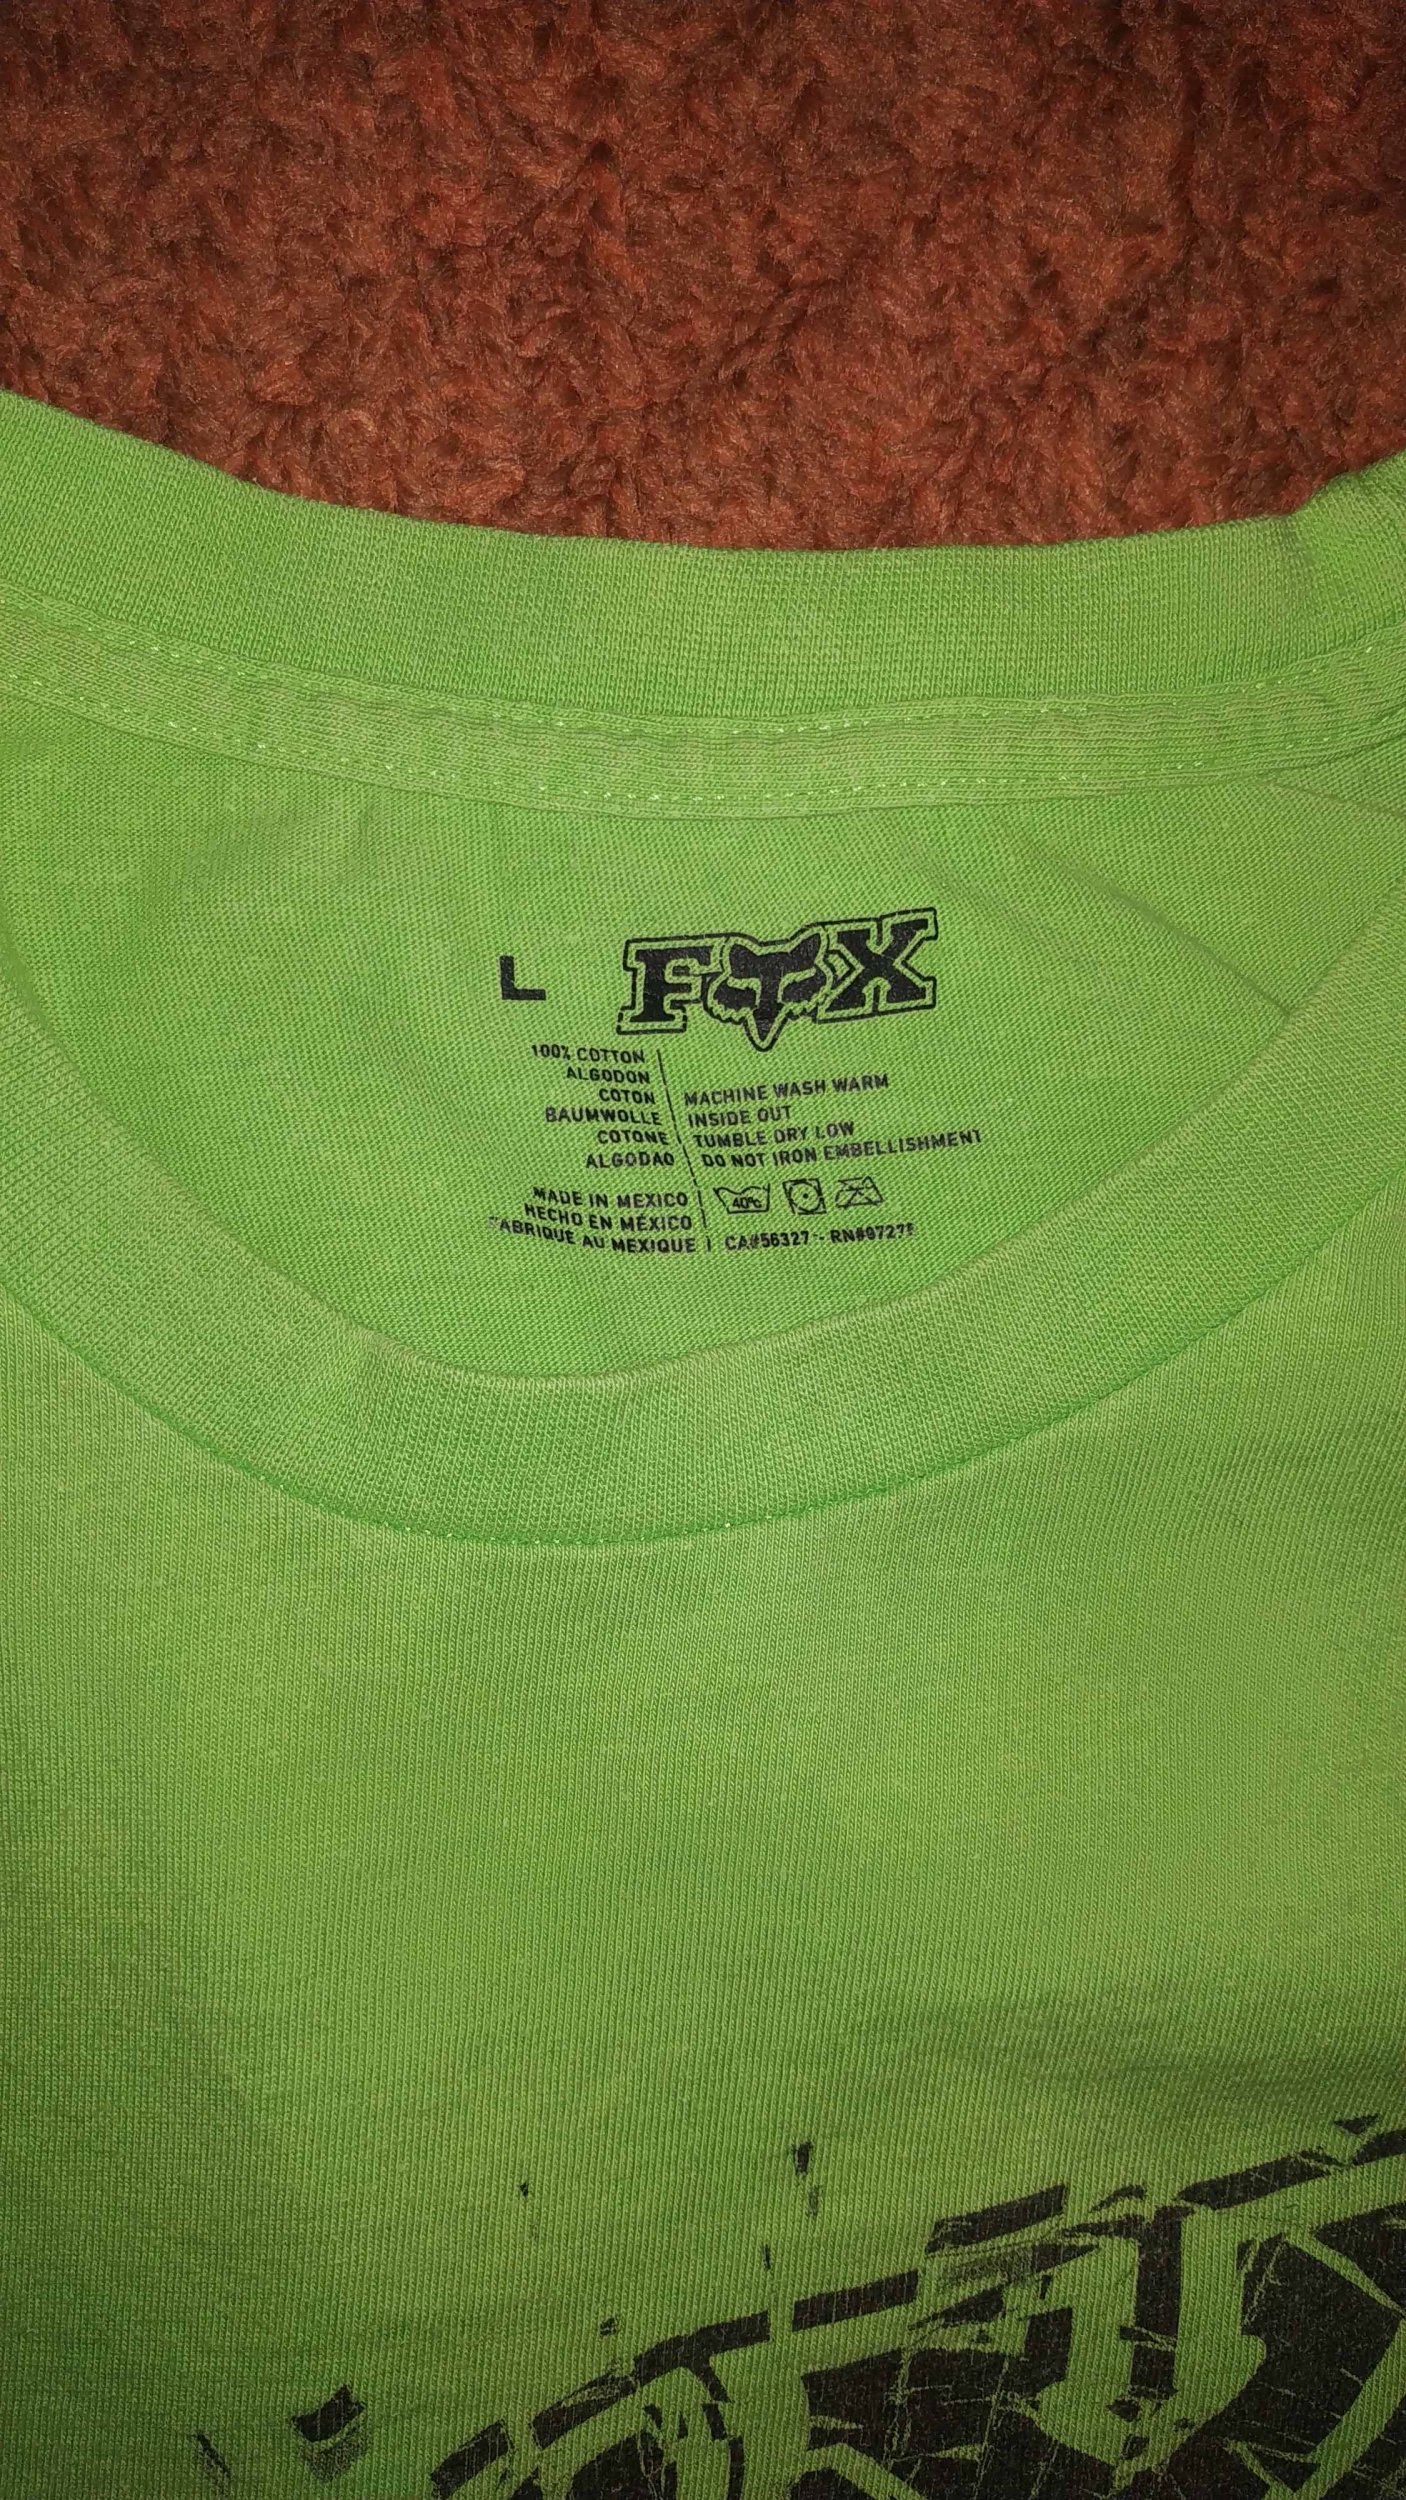 L
FOX
100% COTTON
ALGODON
COTON
BAUMWOLLE
COTONE
ALGODAO
MACHINE WASH WARM
INSIDE OUT
TUMBLE DRY LOW
DO NOT IRON EMBELLISHMENT
MADE IN MEXICO
HECHO EN MÉXICO
FABRIQUE AU MEXIQUE
40°C
CA#56327 -